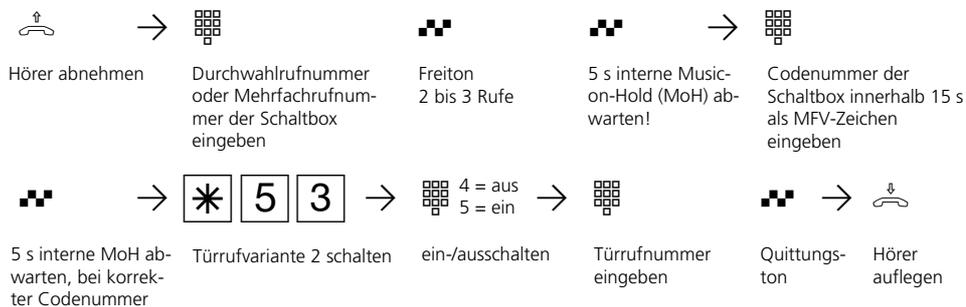 Hörer abnehmen
Durchwahlrufnummer
oder Mehrfachrufnum-
mer der Schaltbox
eingeben
Freiton
2 bis 3 Rufe
5 s interne Music-
on-Hold (MoH) ab-
warten!
Codenummer der
Schaltbox innerhalb 15 s
als MFV-Zeichen
eingeben
* 5 3
4 = aus
5 = ein
5 s interne MoH ab-
warten, bei korrek-
ter Codenummer
Türrufvariante 2 schalten
ein-/ausschalten
Türrufnummer
eingeben
Quittungs-
ton
Hörer
auflegen